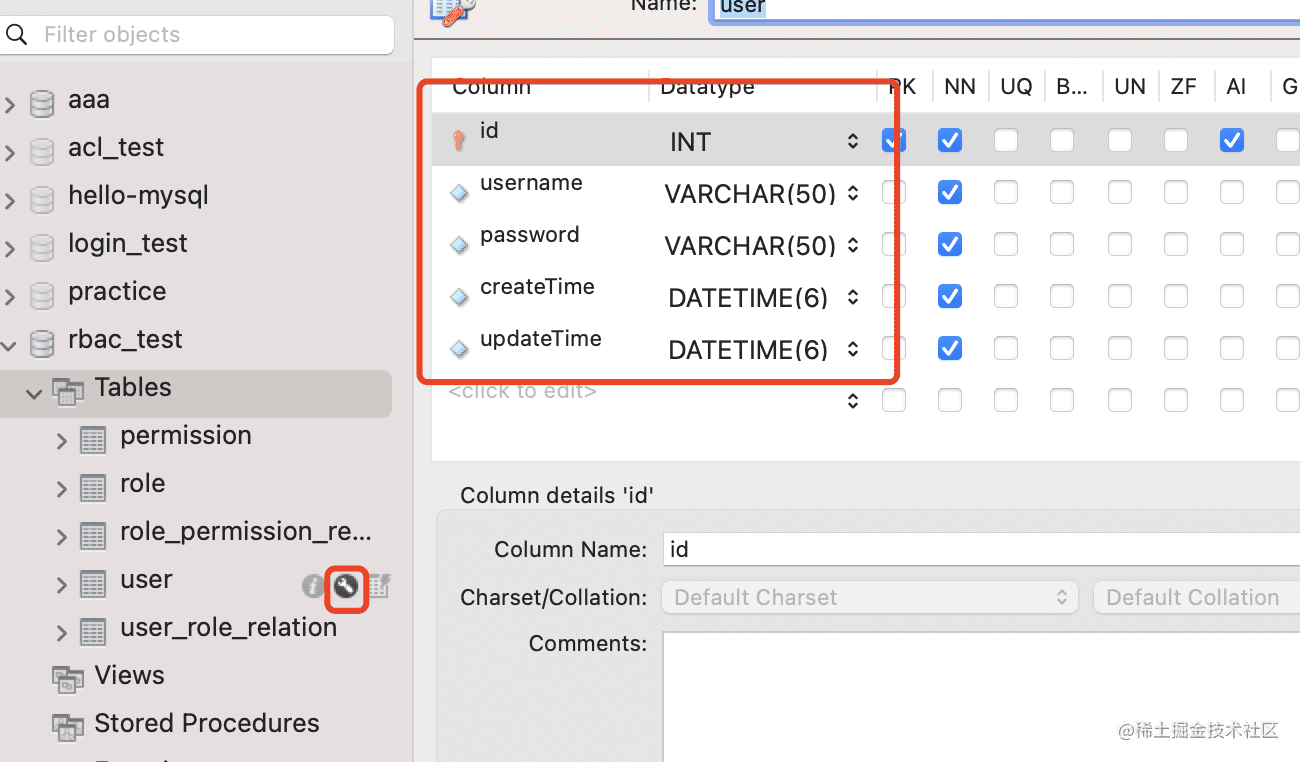 Filter objects
aaa
acl_test
hello-mysql
login_test
practice
rbac_test
Tables
permission
role
role_permission_re...
user
user_role_relation
Views
Stored Procedures
Name: user
Column Datatype PK NN UQ B... UN ZF AI G
id INT
username VARCHAR(50)
password VARCHAR(50)
createTime DATETIME(6)
updateTime DATETIME(6)
<click to edit>
Column details 'id'
Column Name: id
Charset/Collation: Default Charset Default Collation
Comments:
@稀土掘金技术社区